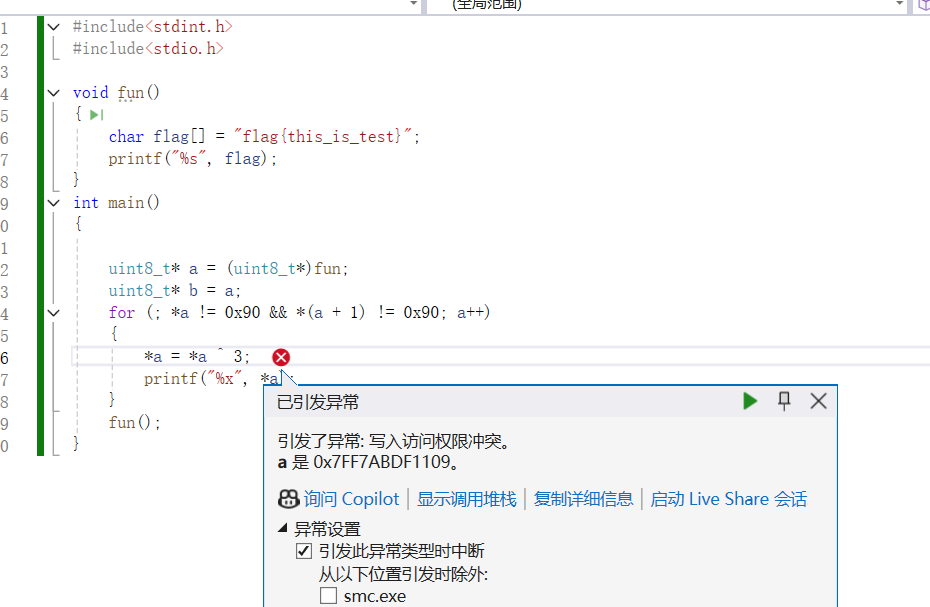 (全局范围)
1 #include<stdint.h>
2 #include<stdio.h>
3
4 void fun()
5 {
6 char flag[] = "flag{this_is_test}";
7 printf("%s", flag);
8 }
9 int main()
0 {
1
2 uint8_t* a = (uint8_t*)fun;
3 uint8_t* b = a;
4 for (; *a != 0x90 && *(a + 1) != 0x90; a++)
5 {
6 *a = *a ^ 3;
7 printf("%x", *a);
8 }
9 fun();
0 }
已引发异常
引发了异常: 写入访问权限冲突。
a 是 0x7FF7ABDF1109。
询问 Copilot | 显示调用堆栈 | 复制详细信息 | 启动 Live Share 会话
异常设置
引发此异常类型时中断
从以下位置引发时除外:
smc.exe